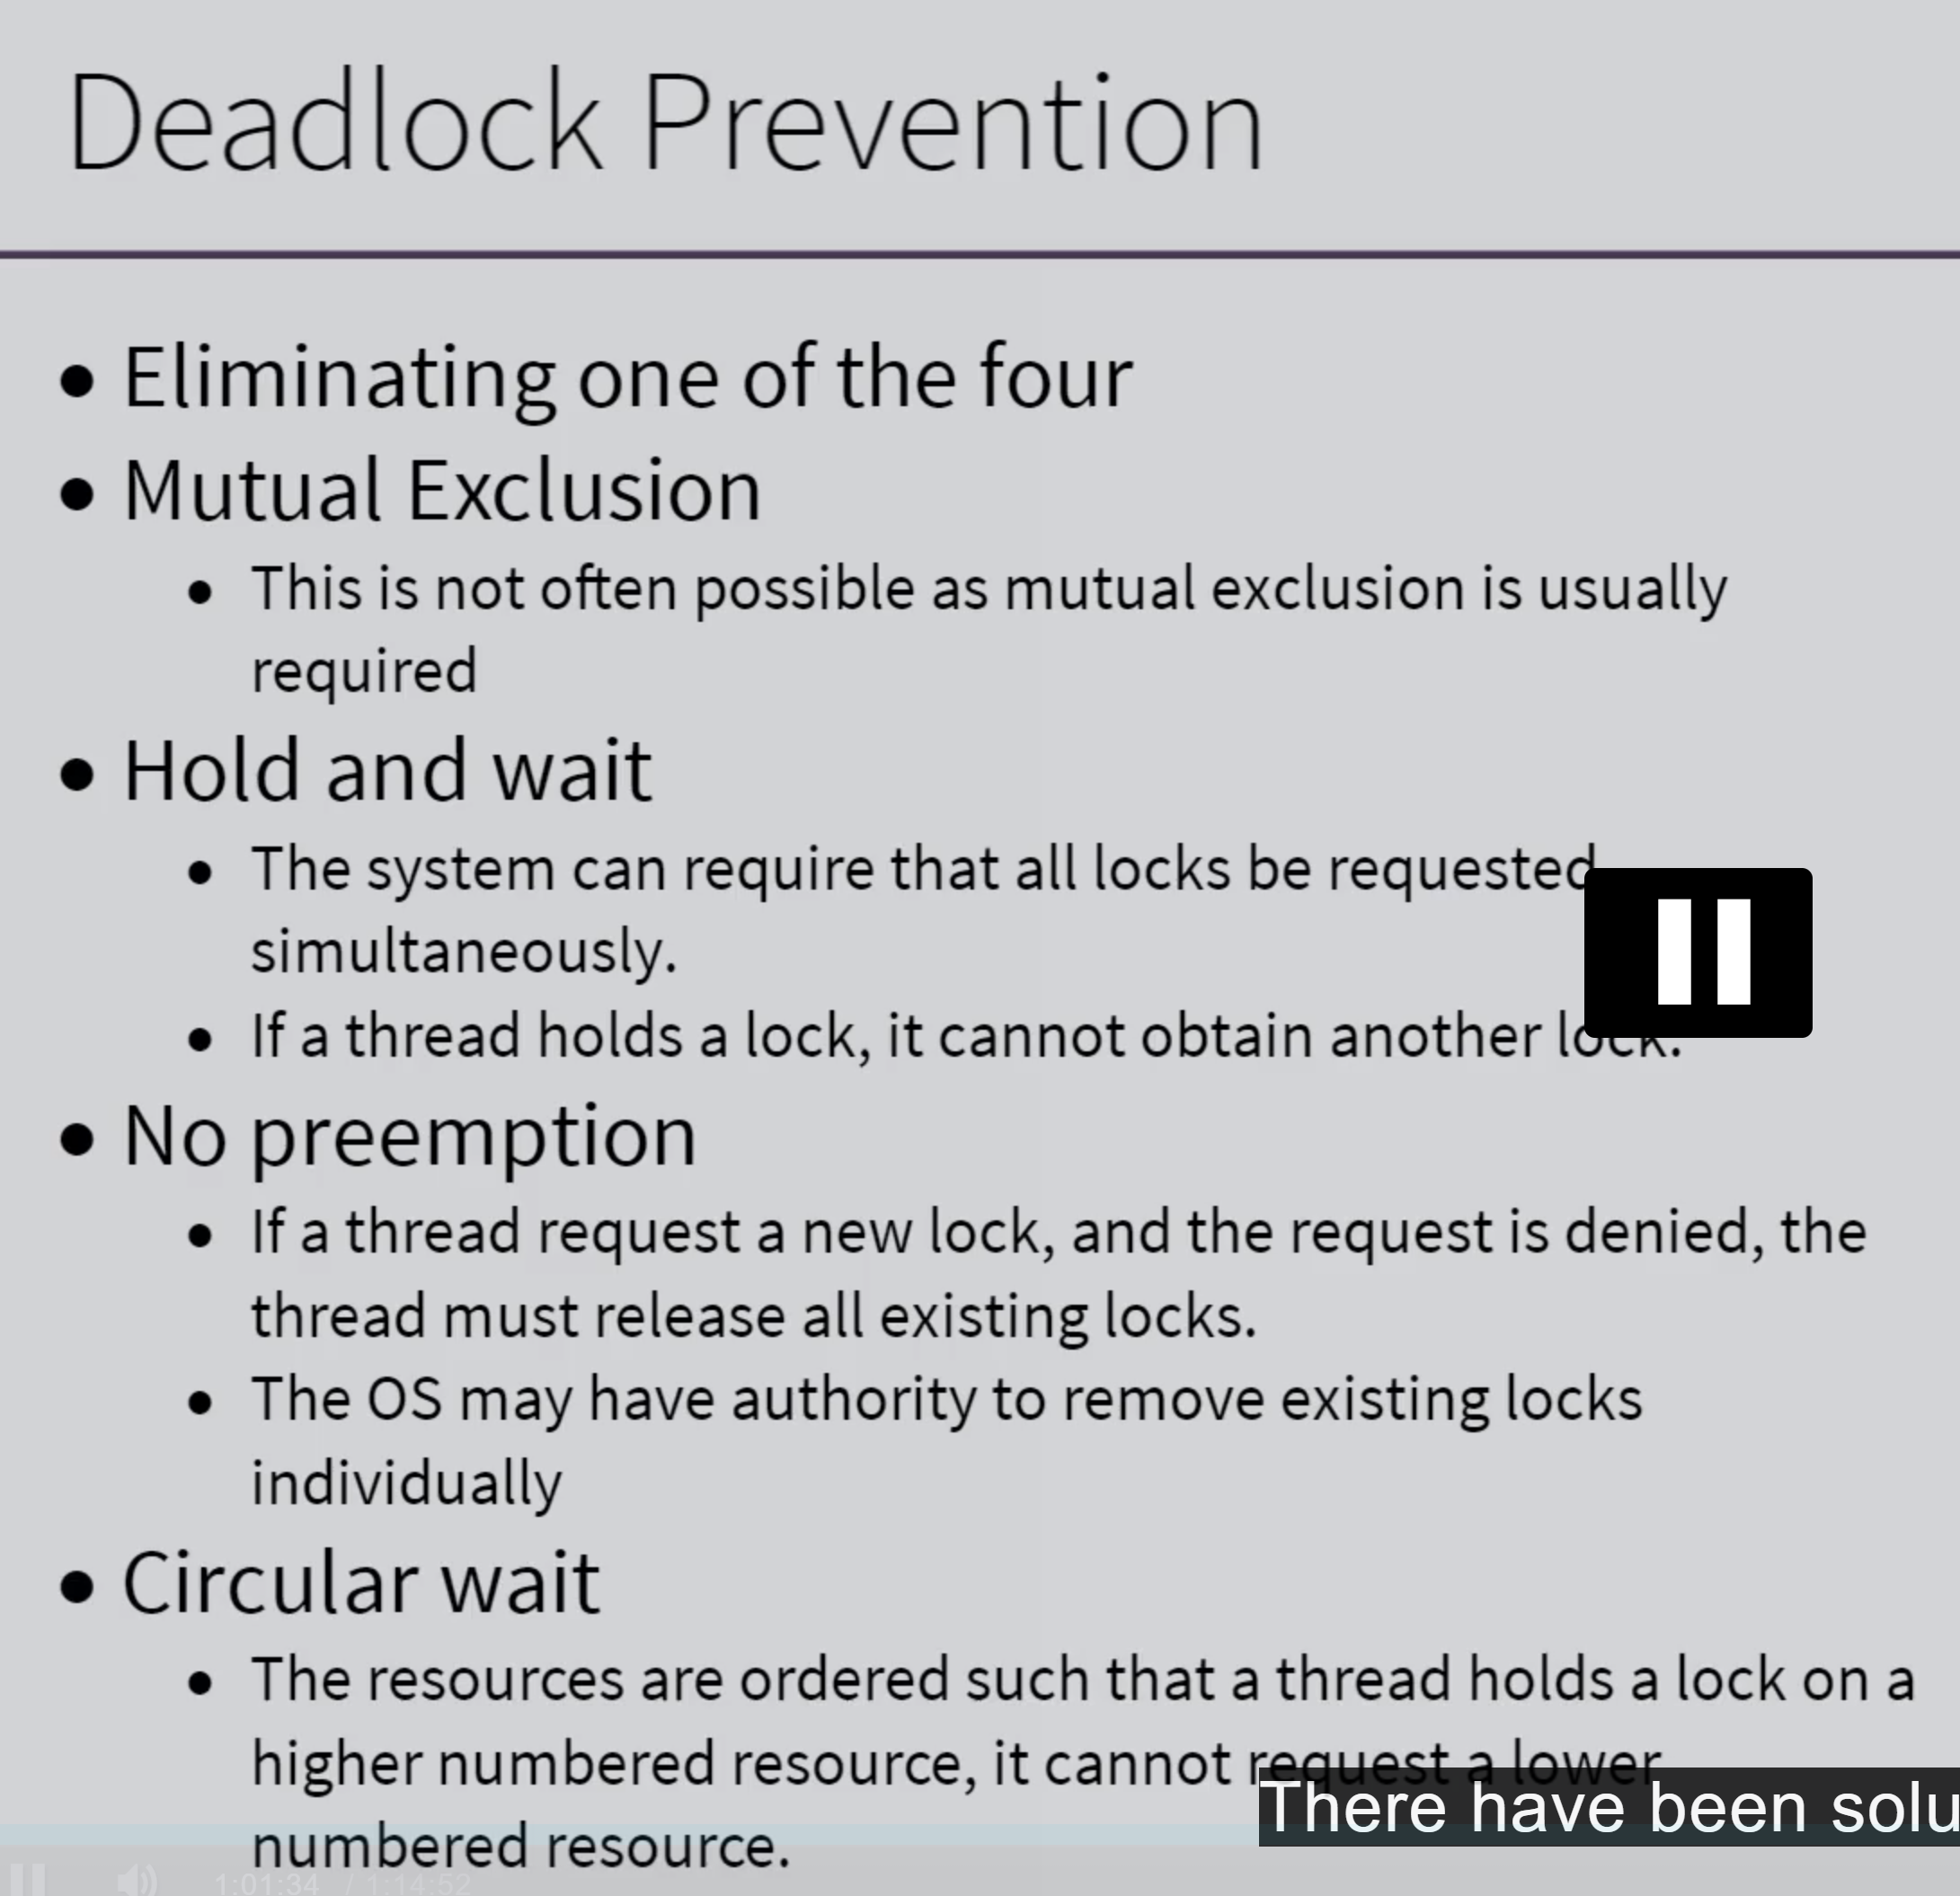 Deadlock Prevention
• Eliminating one of the four
• Mutual Exclusion
• This is not often possible as mutual exclusion is usually
required
• Hold and wait
• The system can require that all locks be requested
simultaneously.
• If a thread holds a lock, it cannot obtain another lock.
• No preemption
• If a thread request a new lock, and the request is denied, the
thread must release all existing locks.
• The OS may have authority to remove existing locks
individually
• Circular wait
• The resources are ordered such that a thread holds a lock on a
higher numbered resource, it cannot request a lower
numbered resource.
There have been solu
1:01:34 / 1:14:52